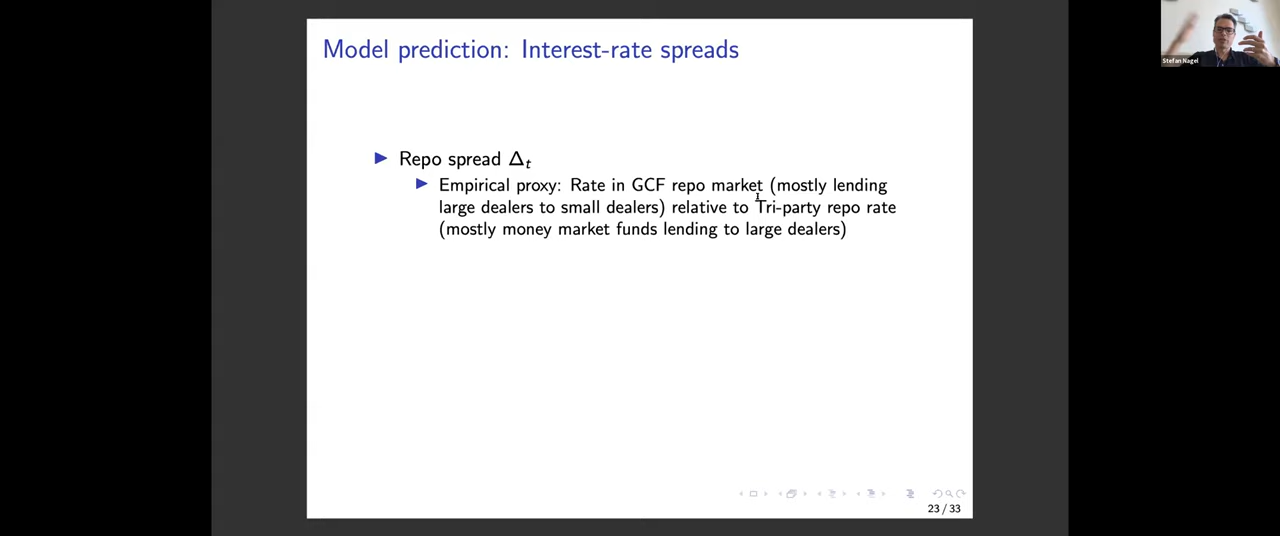 Model prediction: Interest-rate spreads
Stefan Nagel
Repo spread Δt
Empirical proxy: Rate in GCF repo market (mostly lending
large dealers to small dealers) relative to Tri-party repo rate
(mostly money market funds lending to large dealers)
23 / 33